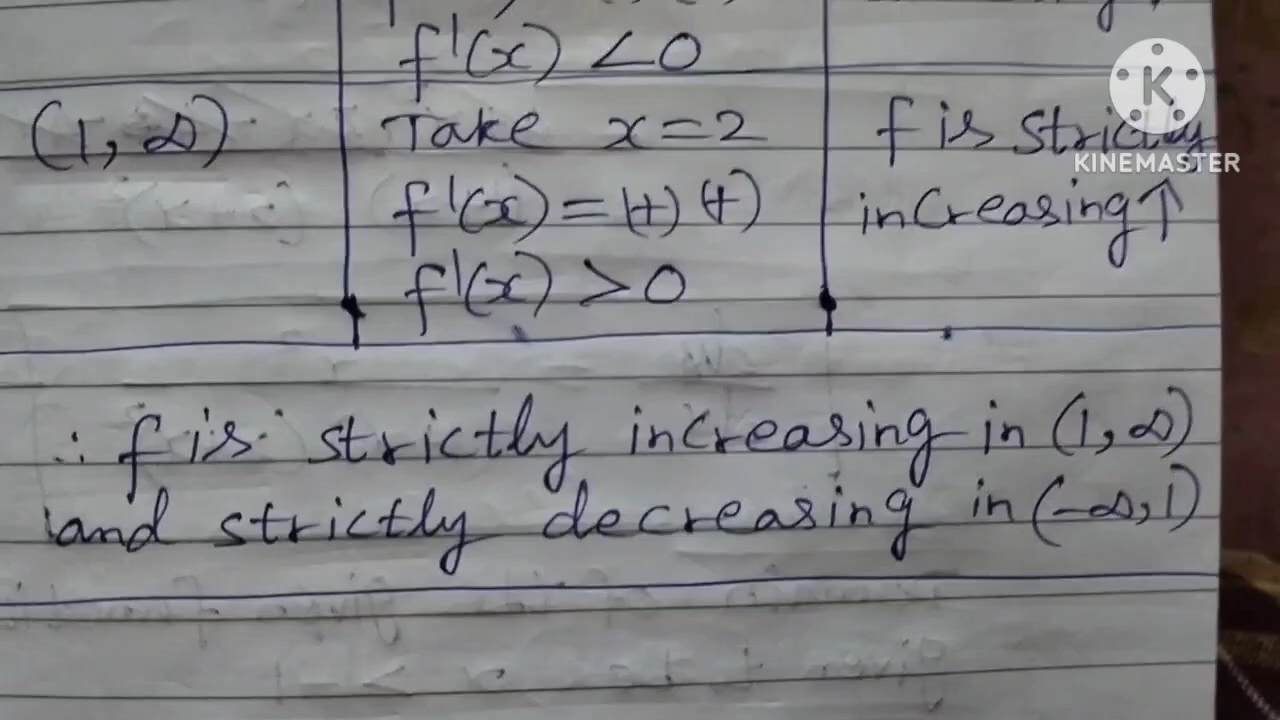 f'(x) <0
(1, ∞) Take x=2 f is strictly
f'(x)=(+) (+) increasing↑
f'(x) >0
∴ f is strictly increasing in (1, ∞)
and strictly decreasing in (-∞, 1)
K
KINEMASTER